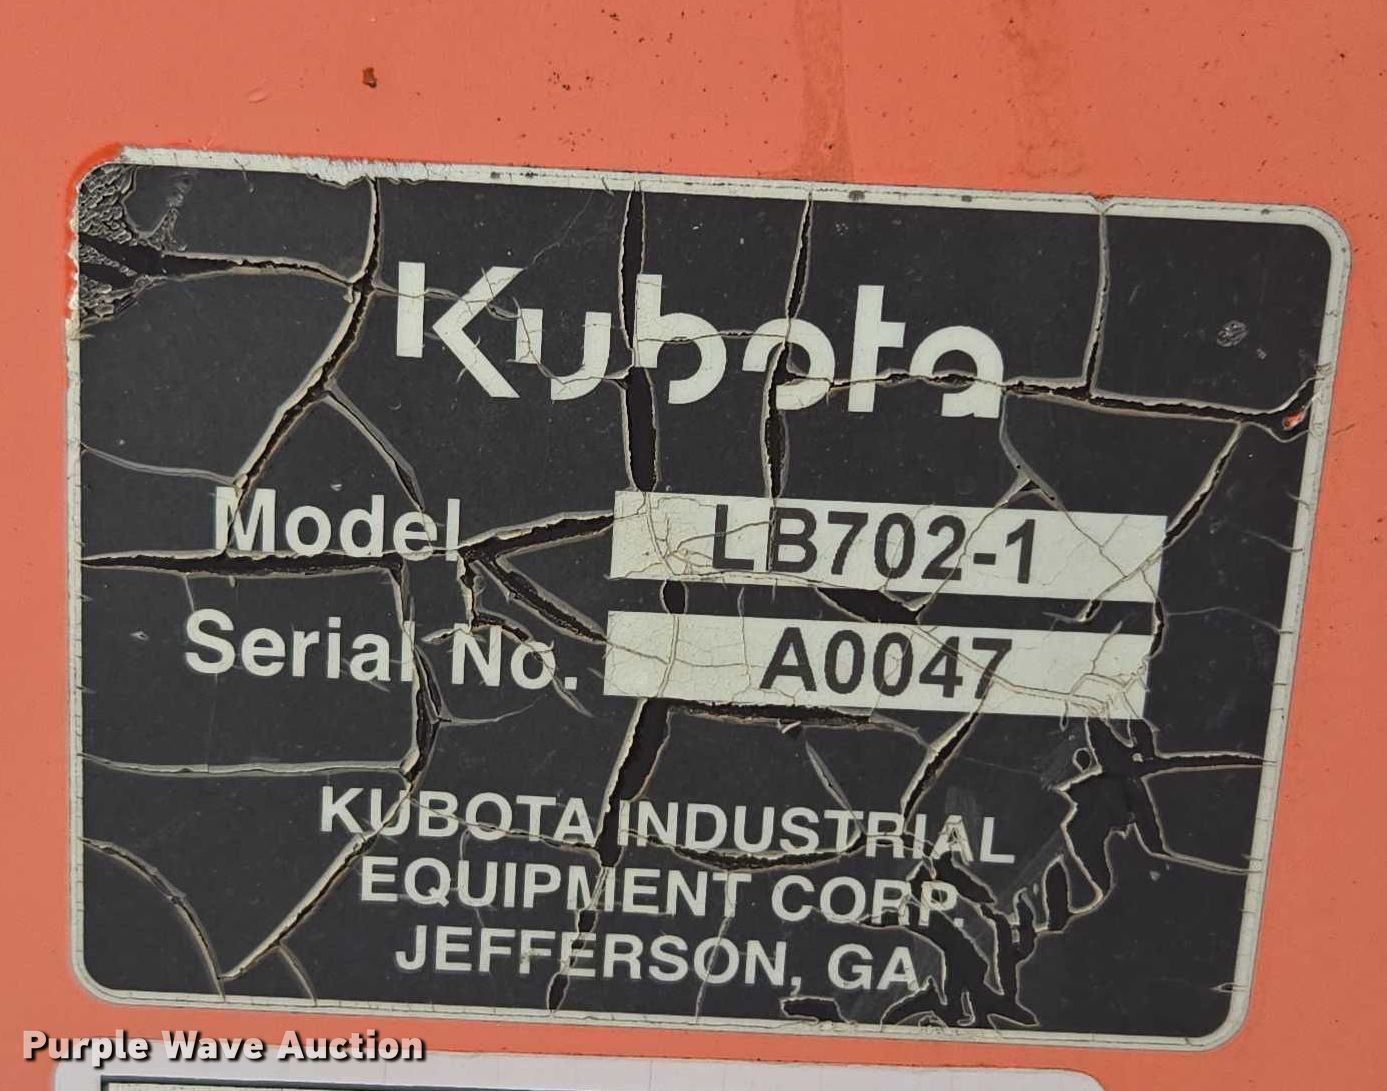 Kubota
Model LB702-1
Serial No. A0047
KUBOTA INDUSTRIAL
EQUIPMENT CORP.
JEFFERSON, GA
Purple Wave Auction